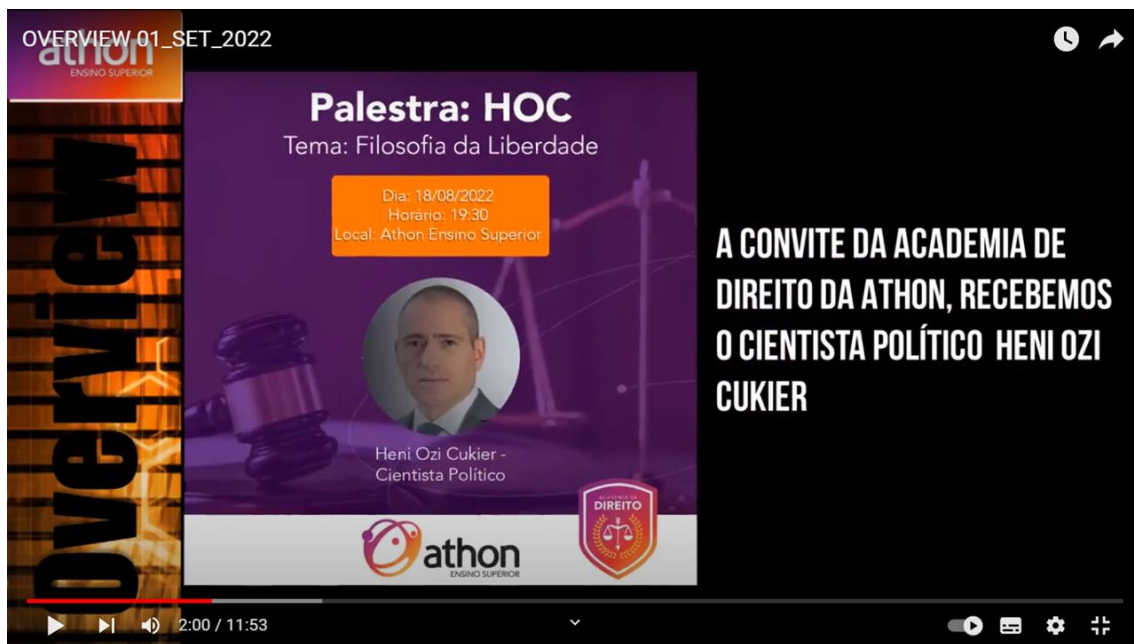 OVERVIEW 01_SET_2022
athon
ENSINO SUPERIOR
Overview
Palestra: HOC
Tema: Filosofia da Liberdade
Dia: 18/08/2022
Horário: 19:30
Local: Athon Ensino Superior
Heni Ozi Cukier -
Cientista Político
athon
ENSINO SUPERIOR
ACADEMIA DE
DIREITO
A CONVITE DA ACADEMIA DE
DIREITO DA ATHON, RECEBEMOS
O CIENTISTA POLÍTICO HENI OZI
CUKIER
2:00 / 11:53